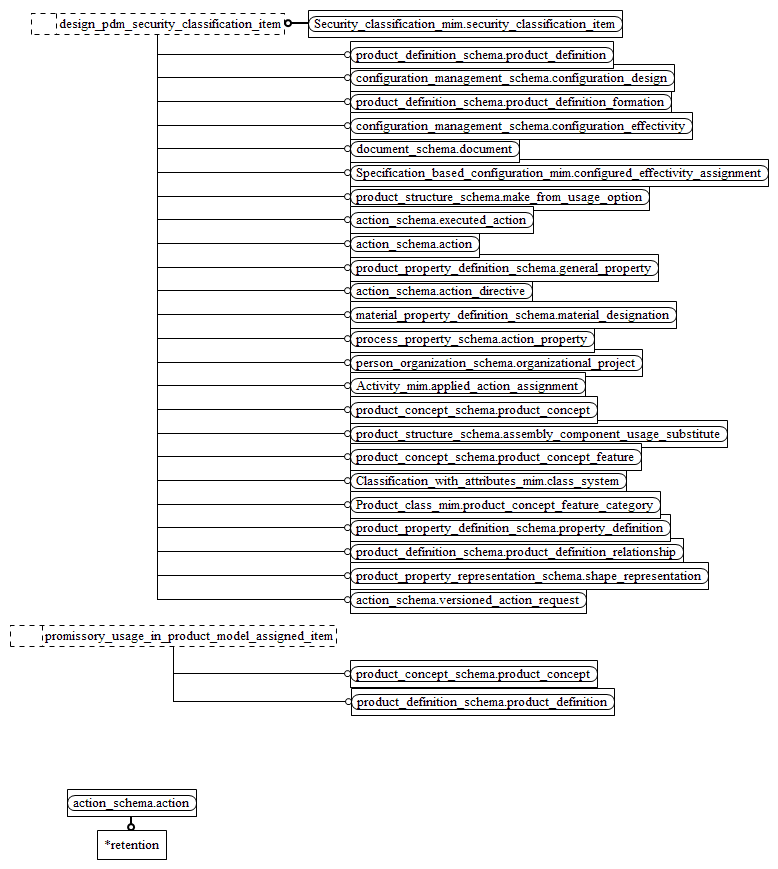 design_pdm_security_classification_item
Security_classification_mim.security_classification_item
product_definition_schema.product_definition
configuration_management_schema.configuration_design
product_definition_schema.product_definition_formation
configuration_management_schema.configuration_effectivity
document_schema.document
Specification_based_configuration_mim.configured_effectivity_assignment
product_structure_schema.make_from_usage_option
action_schema.executed_action
action_schema.action
product_property_definition_schema.general_property
action_schema.action_directive
material_property_definition_schema.material_designation
process_property_schema.action_property
person_organization_schema.organizational_project
Activity_mim.applied_action_assignment
product_concept_schema.product_concept
product_structure_schema.assembly_component_usage_substitute
product_concept_schema.product_concept_feature
Classification_with_attributes_mim.class_system
Product_class_mim.product_concept_feature_category
product_property_definition_schema.property_definition
product_definition_schema.product_definition_relationship
product_property_representation_schema.shape_representation
action_schema.versioned_action_request
promissory_usage_in_product_model_assigned_item
product_concept_schema.product_concept
product_definition_schema.product_definition
action_schema.action
*retention